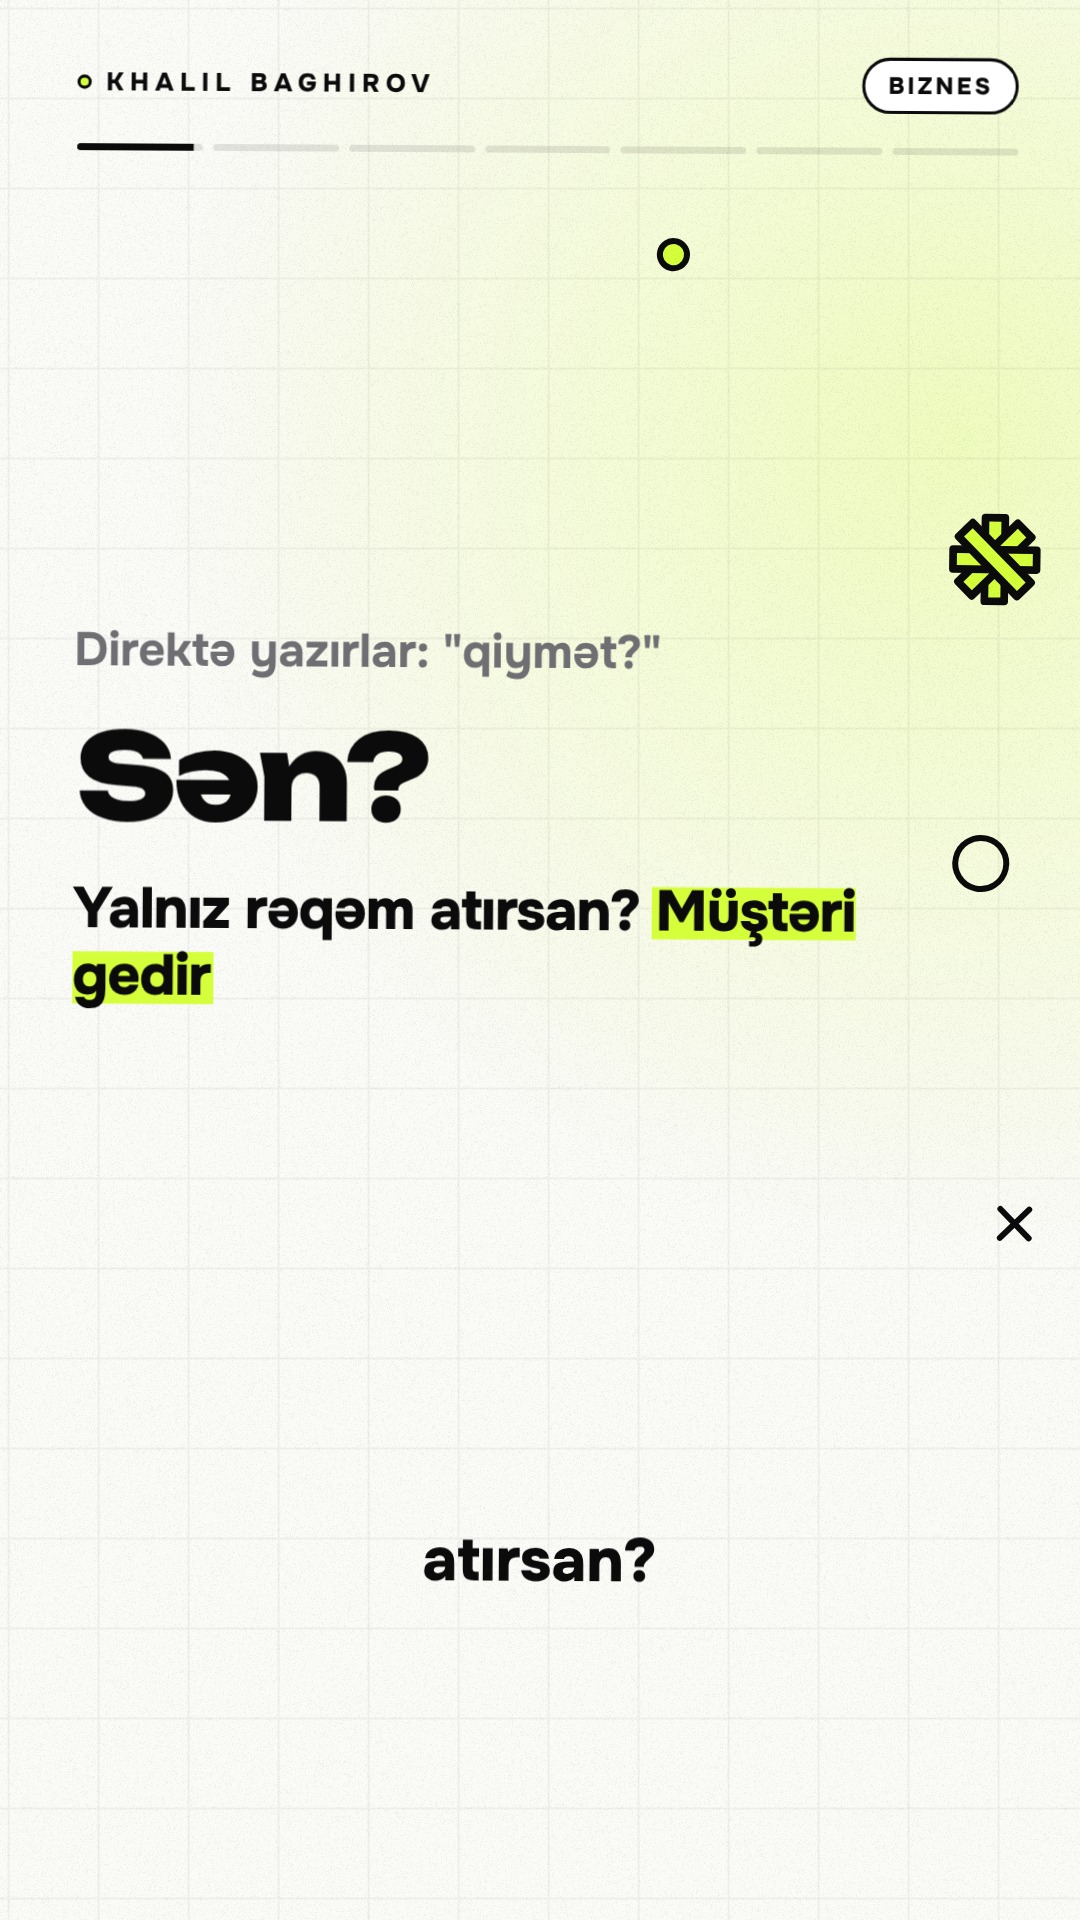 KHALIL BAGHIROV
BIZNES
Direktə yazırlar: "qiymət?"
Sən?
Yalnız rəqəm atırsan? Müştəri
gedir
atırsan?